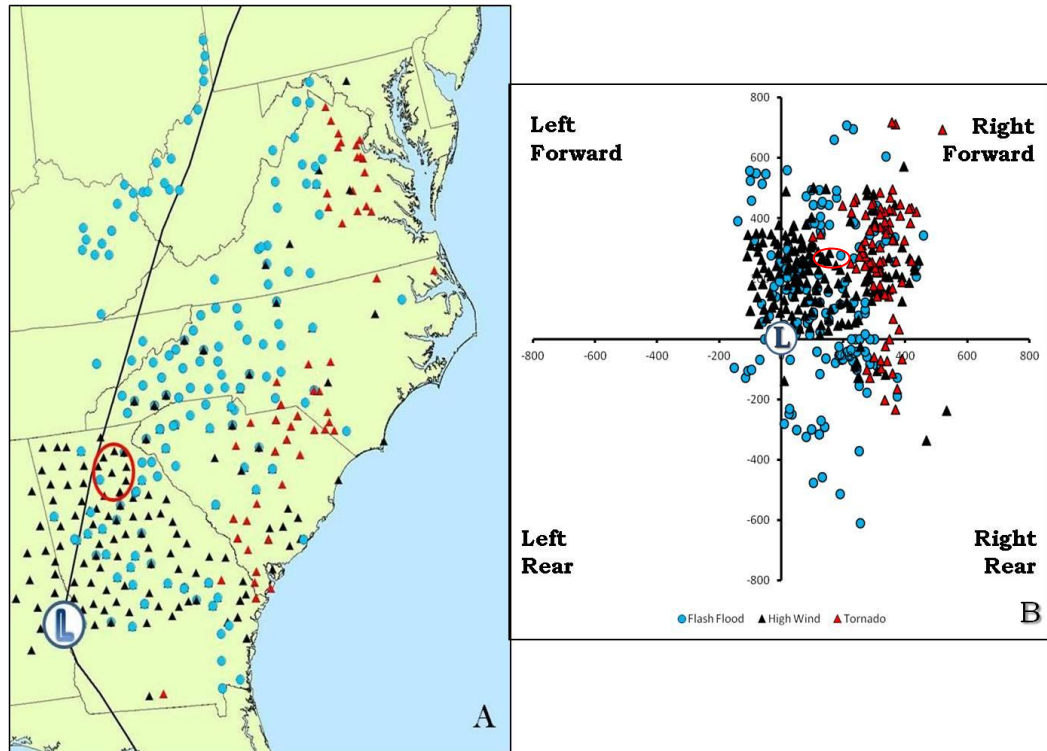 L
A
Left
Forward
Right
Forward
800
600
400
200
L
-800
-600
-400
-200
200
400
600
800
-200
-400
-600
-800
Left
Rear
Right
Rear
Flash Flood
High Wind
Tornado
B